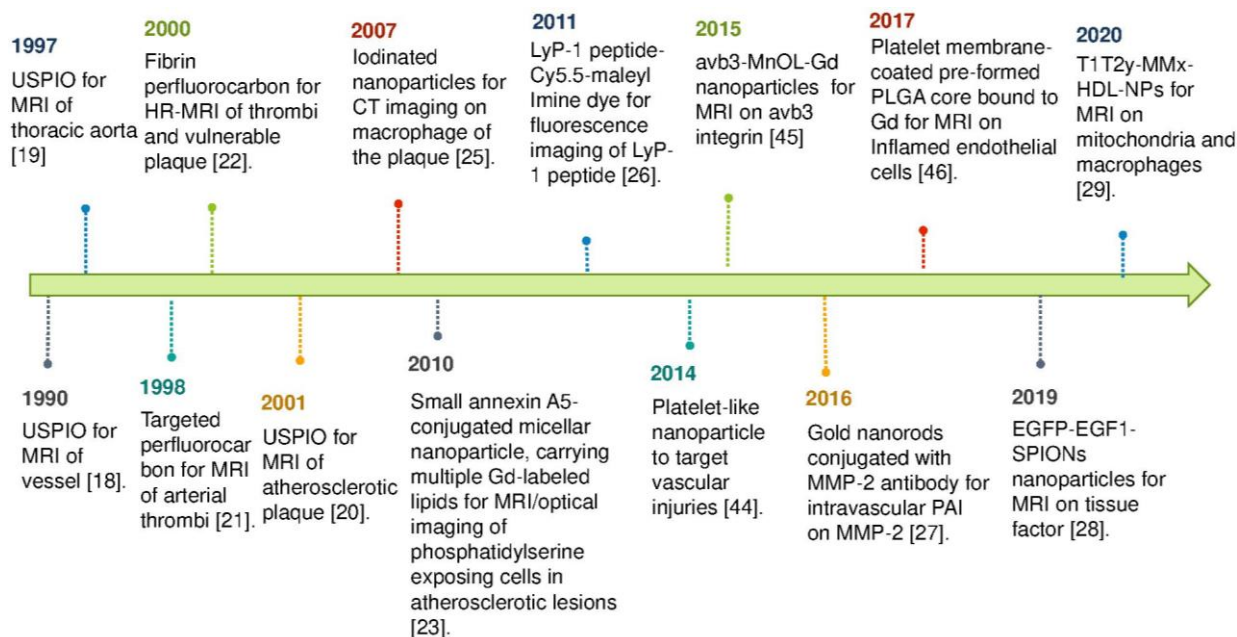 1997
USPIO for
MRI of
thoracic aorta
[19]
2000
Fibrin
perfluorocarbon for
HR-MRI of thrombi
and vulnerable
plaque [22].
2007
Iodinated
nanoparticles for
CT imaging on
macrophage of
the plaque [25].
2011
LyP-1 peptide-
Cy5.5-maleyl
Imine dye for
fluorescence
imaging of LyP-
1 peptide [26].
2015
avb3-MnOL-Gd
nanoparticles for
MRI on avb3
integrin [45]
2017
Platelet membrane-
coated pre-formed
PLGA core bound to
Gd for MRI on
Inflamed endothelial
cells [46].
2020
T1T2y-MMx-
HDL-NPs for
MRI on
mitochondria and
macrophages
[29].
1990
USPIO for
MRI of
vessel [18].
1998
Targeted
perfluorocar
bon for MRI
of arterial
thrombi [21].
2001
USPIO for
MRI of
atherosclerotic
plaque [20].
2010
Small annexin A5-
conjugated micellar
nanoparticle, carrying
multiple Gd-labeled
lipids for MRI/optical
imaging of
phosphatidylserine
exposing cells in
atherosclerotic lesions
[23].
2014
Platelet-like
nanoparticle
to target
vascular
injuries [44].
2016
Gold nanorods
conjugated with
MMP-2 antibody for
intravascular PAI
on MMP-2 [27].
2019
EGFP-EGF1-
SPIONs
nanoparticles for
MRI on tissue
factor [28].